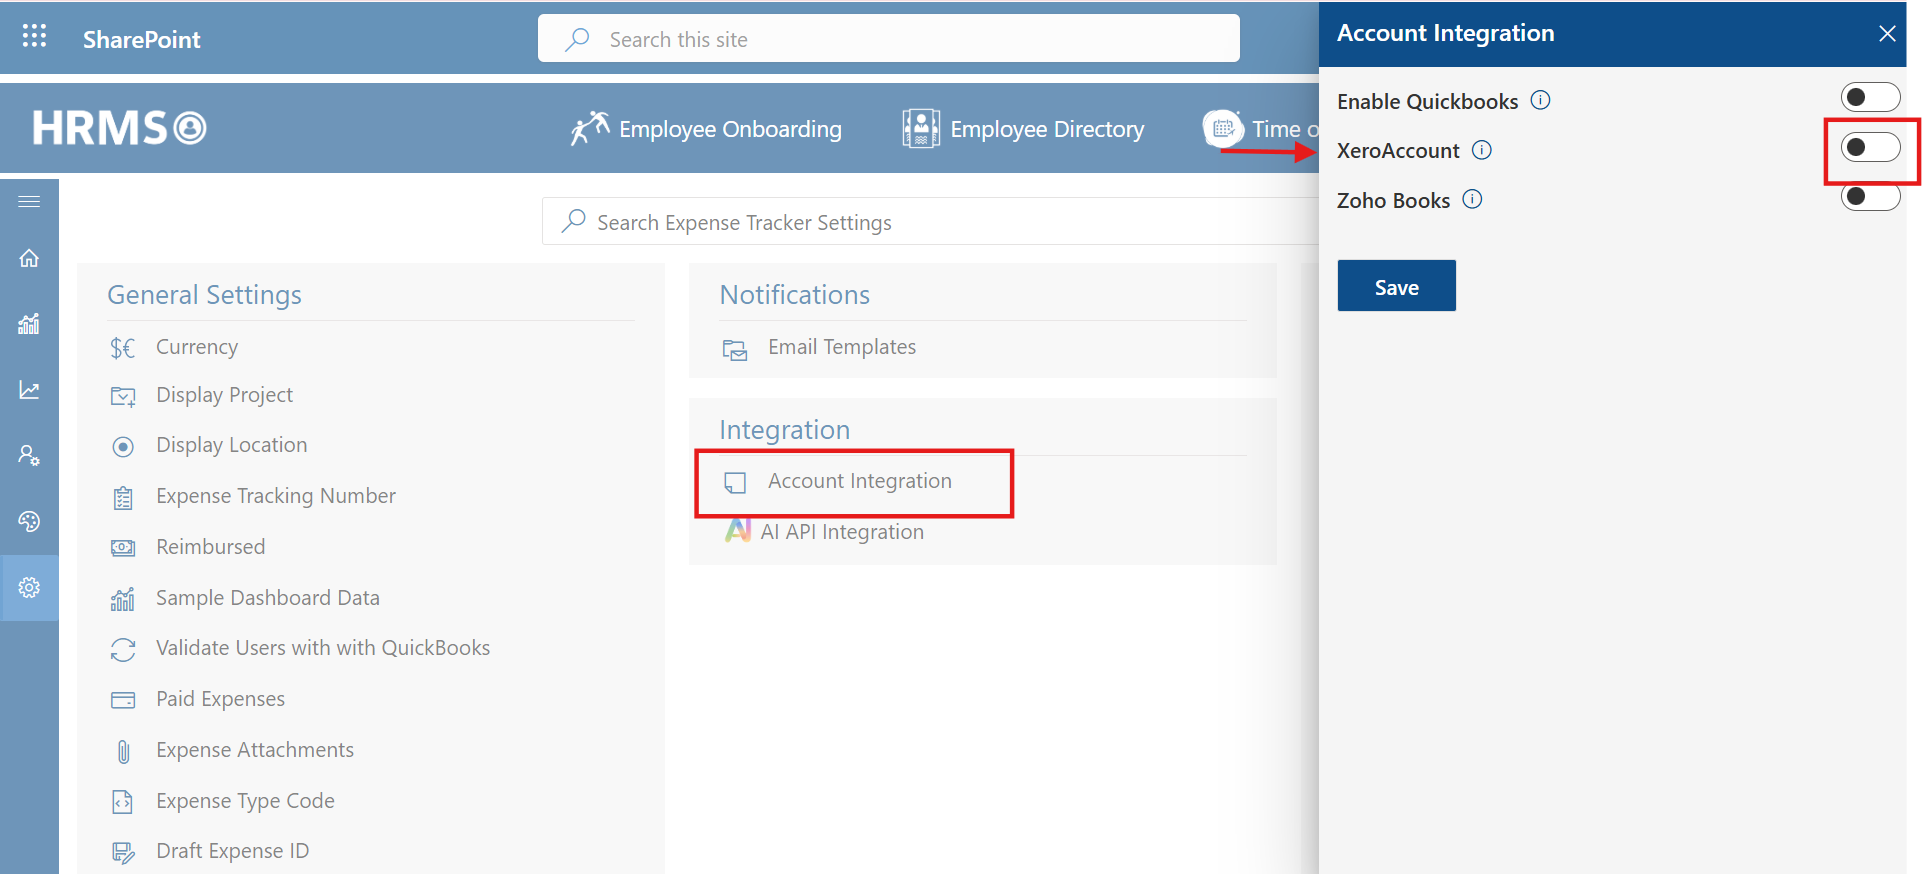 SharePoint
Search this site
HRMS
Employee Onboarding
Employee Directory
Time o
Search Expense Tracker Settings
General Settings
Currency
Display Project
Display Location
Expense Tracking Number
Reimbursed
Sample Dashboard Data
Validate Users with with QuickBooks
Paid Expenses
Expense Attachments
Expense Type Code
Draft Expense ID
Notifications
Email Templates
Integration
Account Integration
AI API Integration
Account Integration
Enable Quickbooks
XeroAccount
Zoho Books
Save